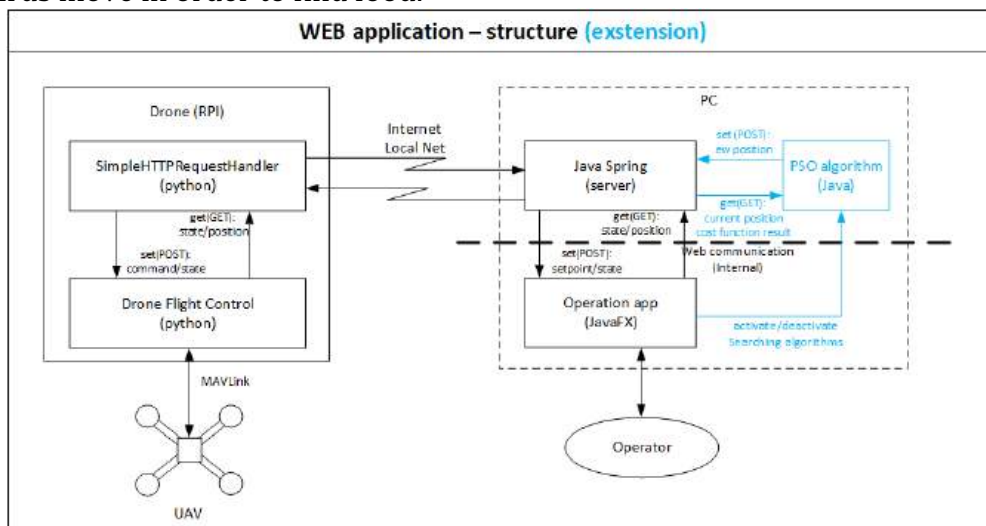 WEB application – structure (exstension)
Drone (RPI)
SimpleHTTPRequestHandler
(python)
get(GET):
state/position
set(POST):
command/state
Drone Flight Control
(python)
MAVLink
UAV
Internet
Local Net
PC
Java Spring
(server)
set (POST):
ew position
PSO algorithm
(Java)
get(GET):
current position
cost function result
get(GET):
state/position
Web communication
(Internal)
set(POST):
setpoint/state
Operation app
(JavaFX)
activate/deactivate
Searching algorithms
Operator